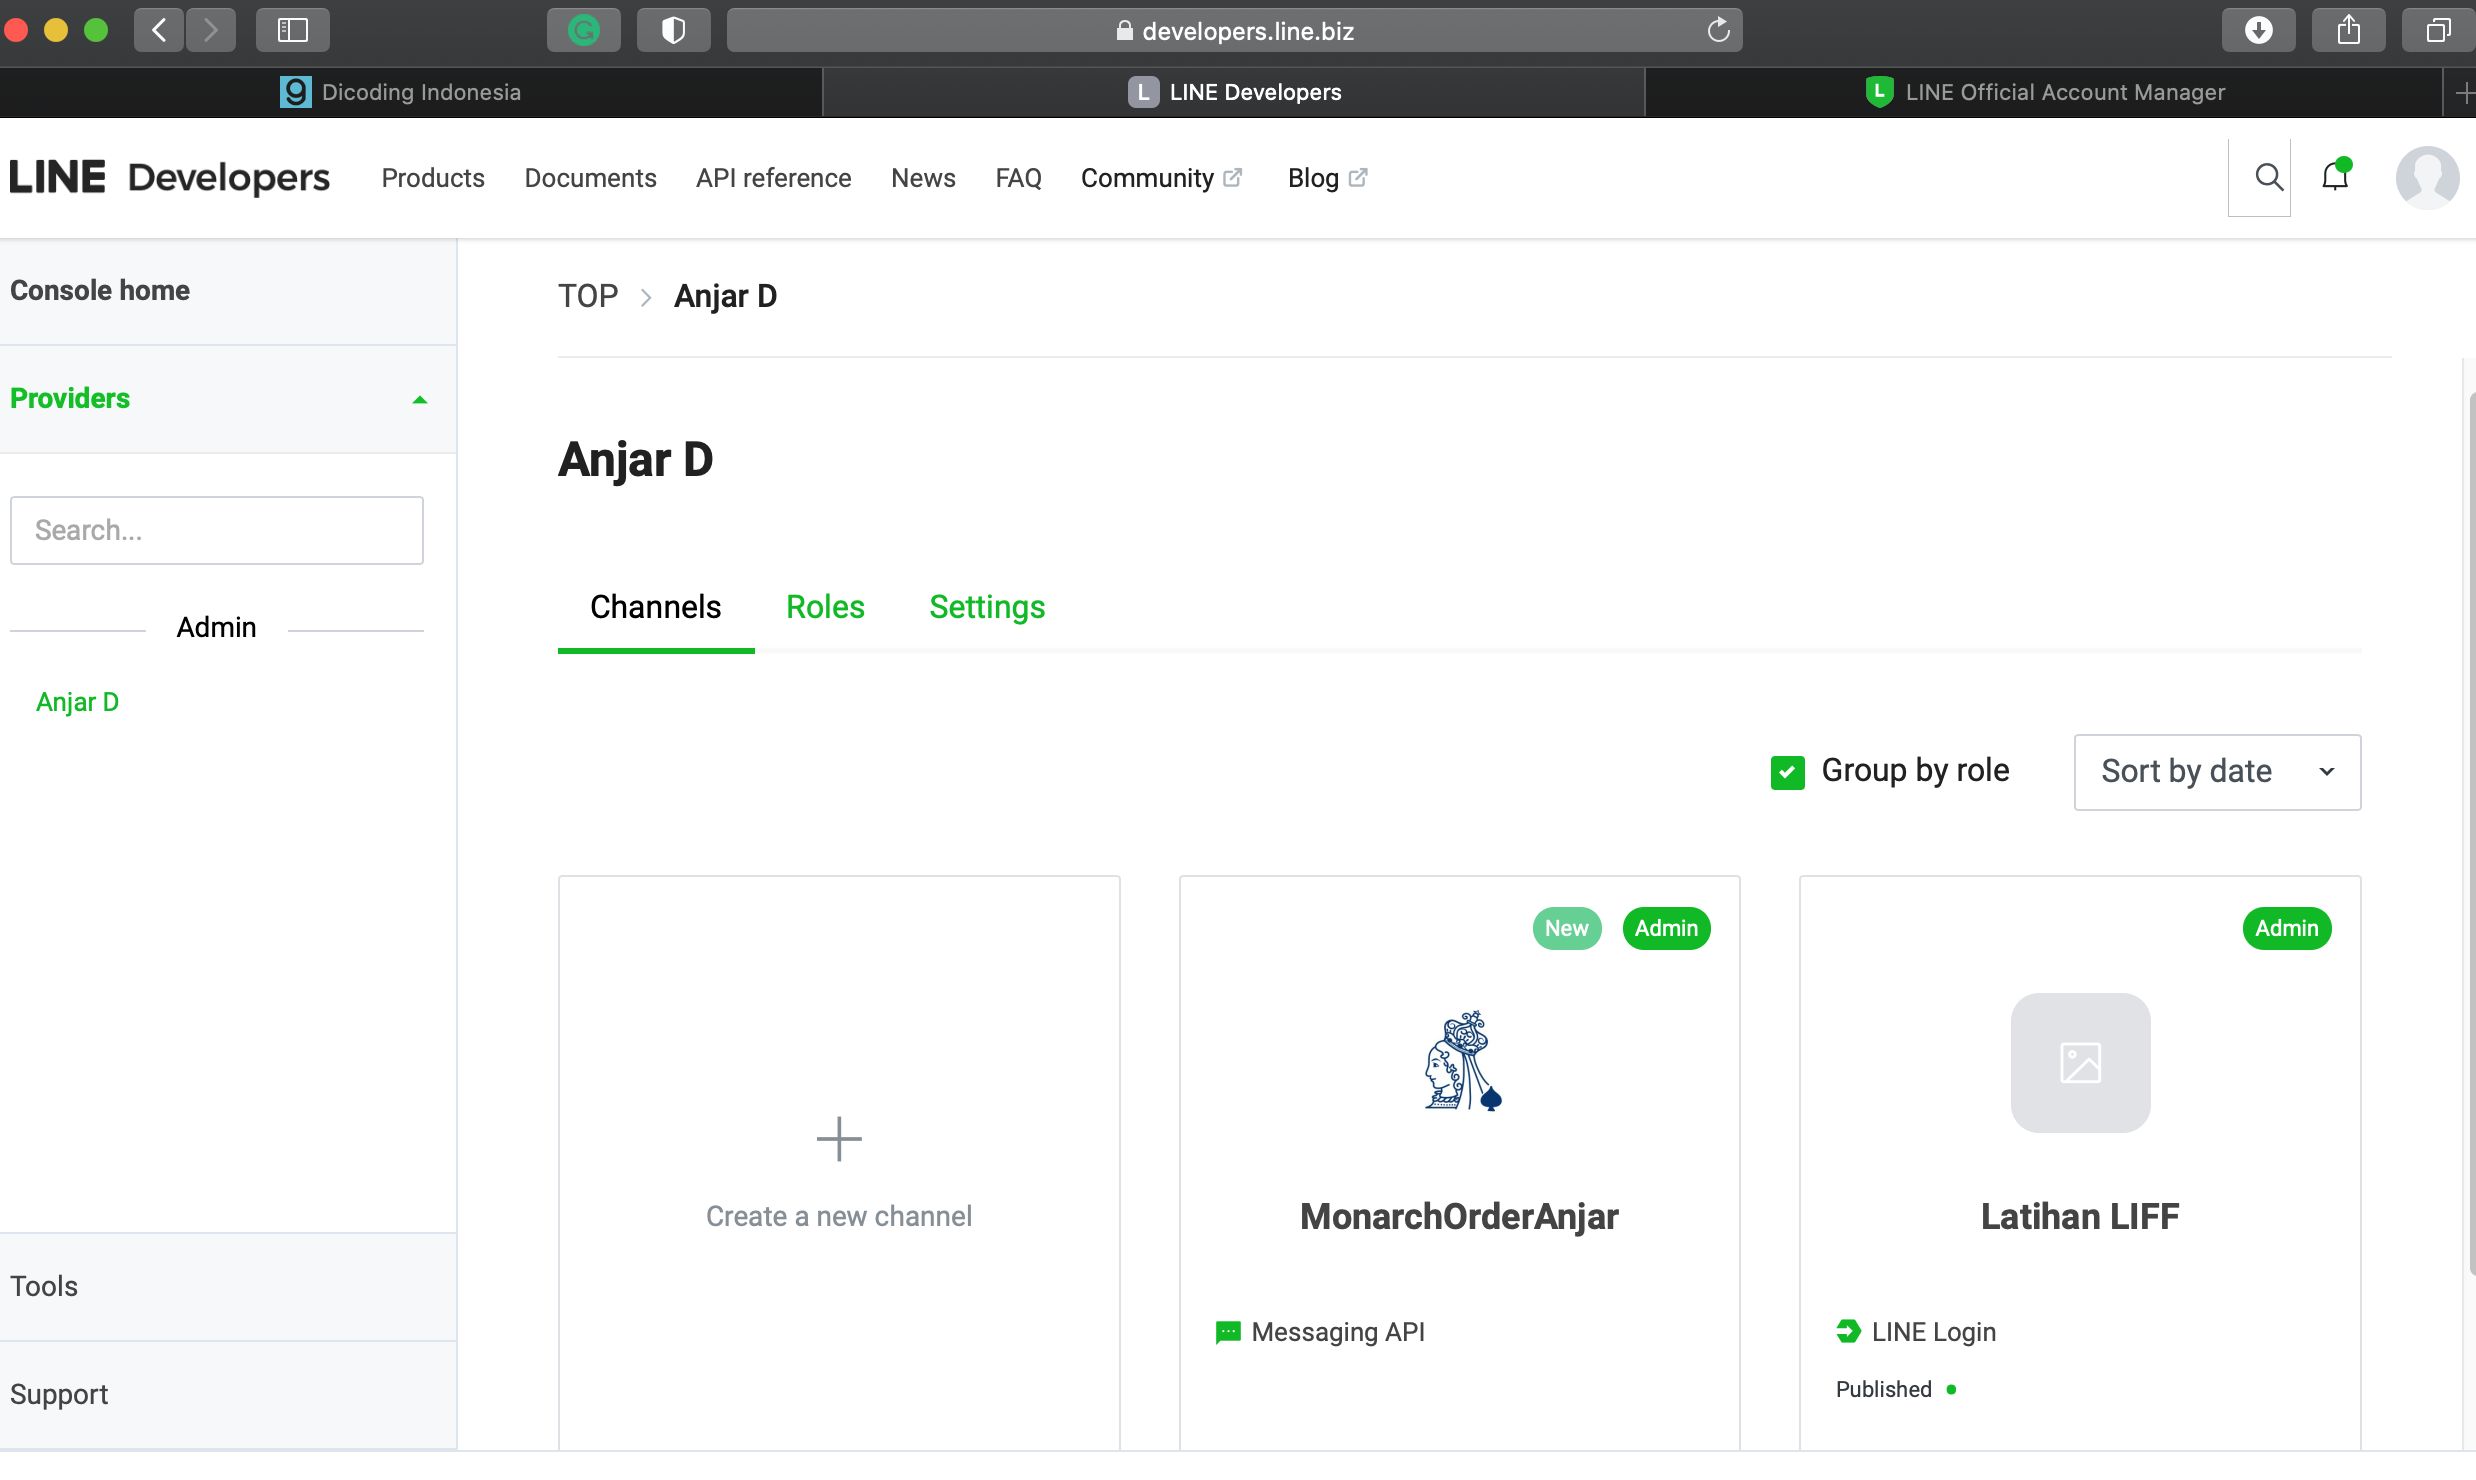 developers.line.biz
Dicoding Indonesia
L LINE Developers
L LINE Official Account Manager
LINE Developers Products Documents API reference News FAQ Community Blog
Console home
TOP > Anjar D
Providers
Anjar D
Search...
Channels Roles Settings
Admin
Anjar D
Group by role Sort by date
New Admin
Admin
Create a new channel
MonarchOrderAnjar
Latihan LIFF
Tools
Messaging API
LINE Login
Published
Support